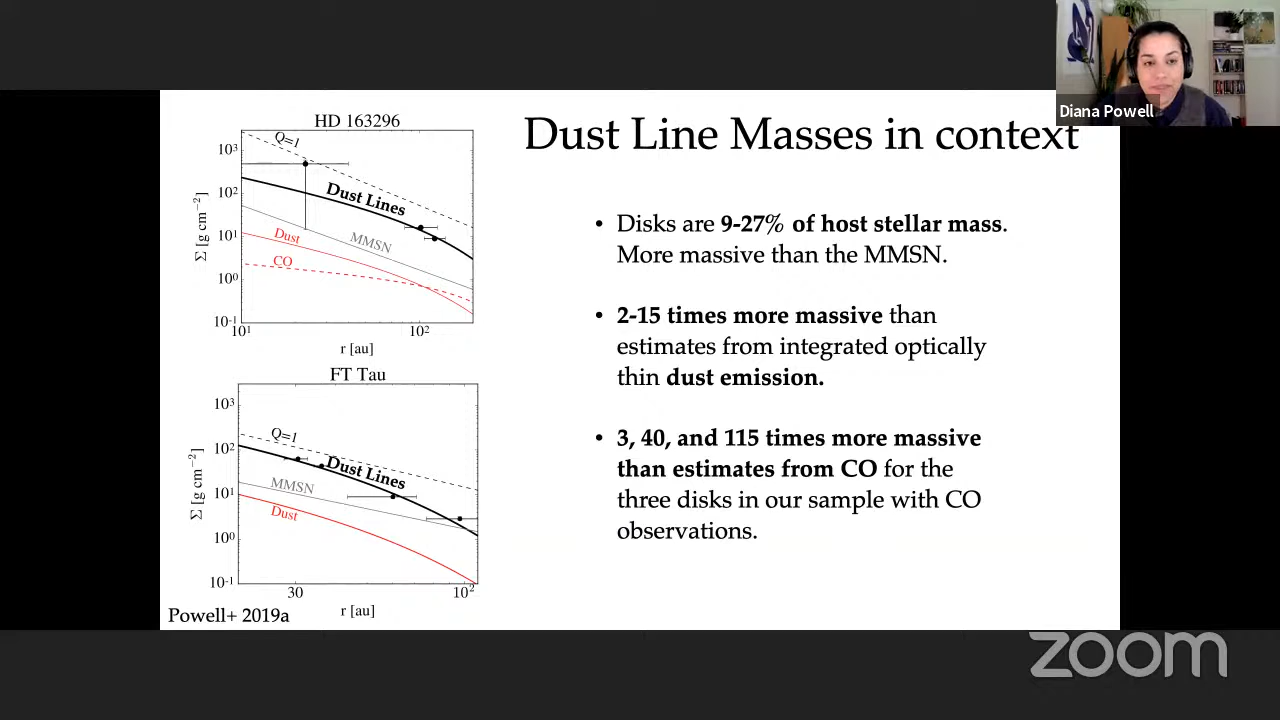 Diana Powell
Dust Line Masses in context
HD 163296
Q=1
Dust Lines
MMSN
Dust
CO
Σ [g cm⁻²]
10³
10²
10¹
10⁰
10⁻¹
10¹
10²
r [au]
FT Tau
Q=1
Dust Lines
MMSN
Dust
Σ [g cm⁻²]
10³
10²
10¹
10⁰
10⁻¹
30
10²
r [au]
Powell+ 2019a
• Disks are 9-27% of host stellar mass.
More massive than the MMSN.
• 2-15 times more massive than
estimates from integrated optically
thin dust emission.
• 3, 40, and 115 times more massive
than estimates from CO for the
three disks in our sample with CO
observations.
zoom